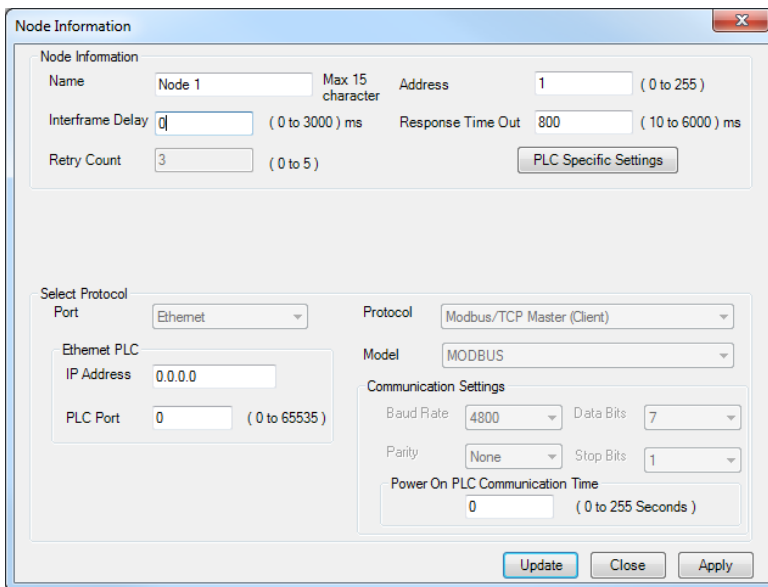 Node Information
Node Information
Name Node 1 Max 15 character Address 1 ( 0 to 255 )
Interframe Delay 0 ( 0 to 3000 ) ms Response Time Out 800 ( 10 to 6000 ) ms
Retry Count 3 ( 0 to 5 ) PLC Specific Settings
Select Protocol
Port Ethernet Protocol Modbus/TCP Master (Client)
Ethernet PLC Model MODBUS
IP Address 0.0.0.0 Communication Settings
PLC Port 0 ( 0 to 65535 ) Baud Rate 4800 Data Bits 7
Parity None Stop Bits 1
Power On PLC Communication Time
0 ( 0 to 255 Seconds )
Update Close Apply